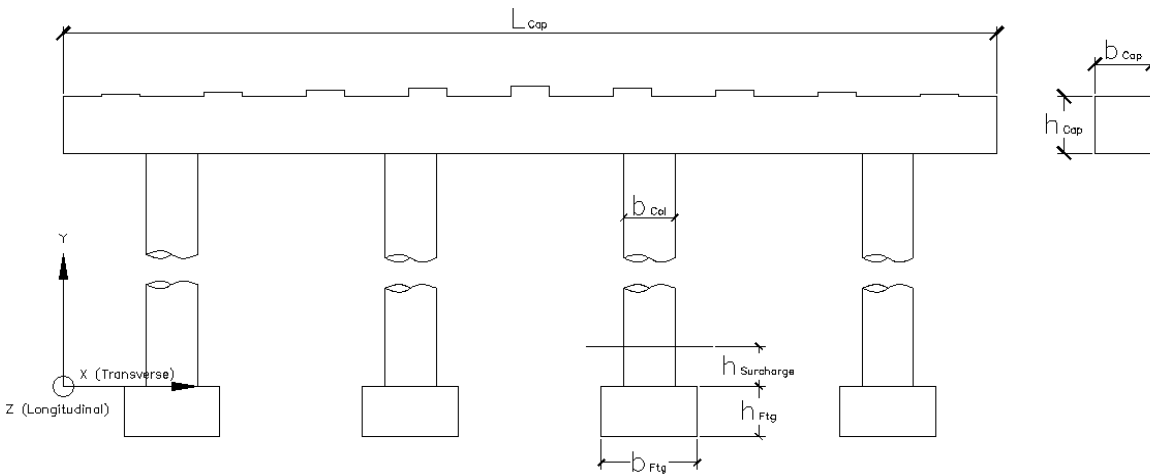 L Cap
b Cap
h Cap
b Col
Y
X (Transverse)
Z (Longitudinal)
h Surcharge
h Ftg
b Ftg